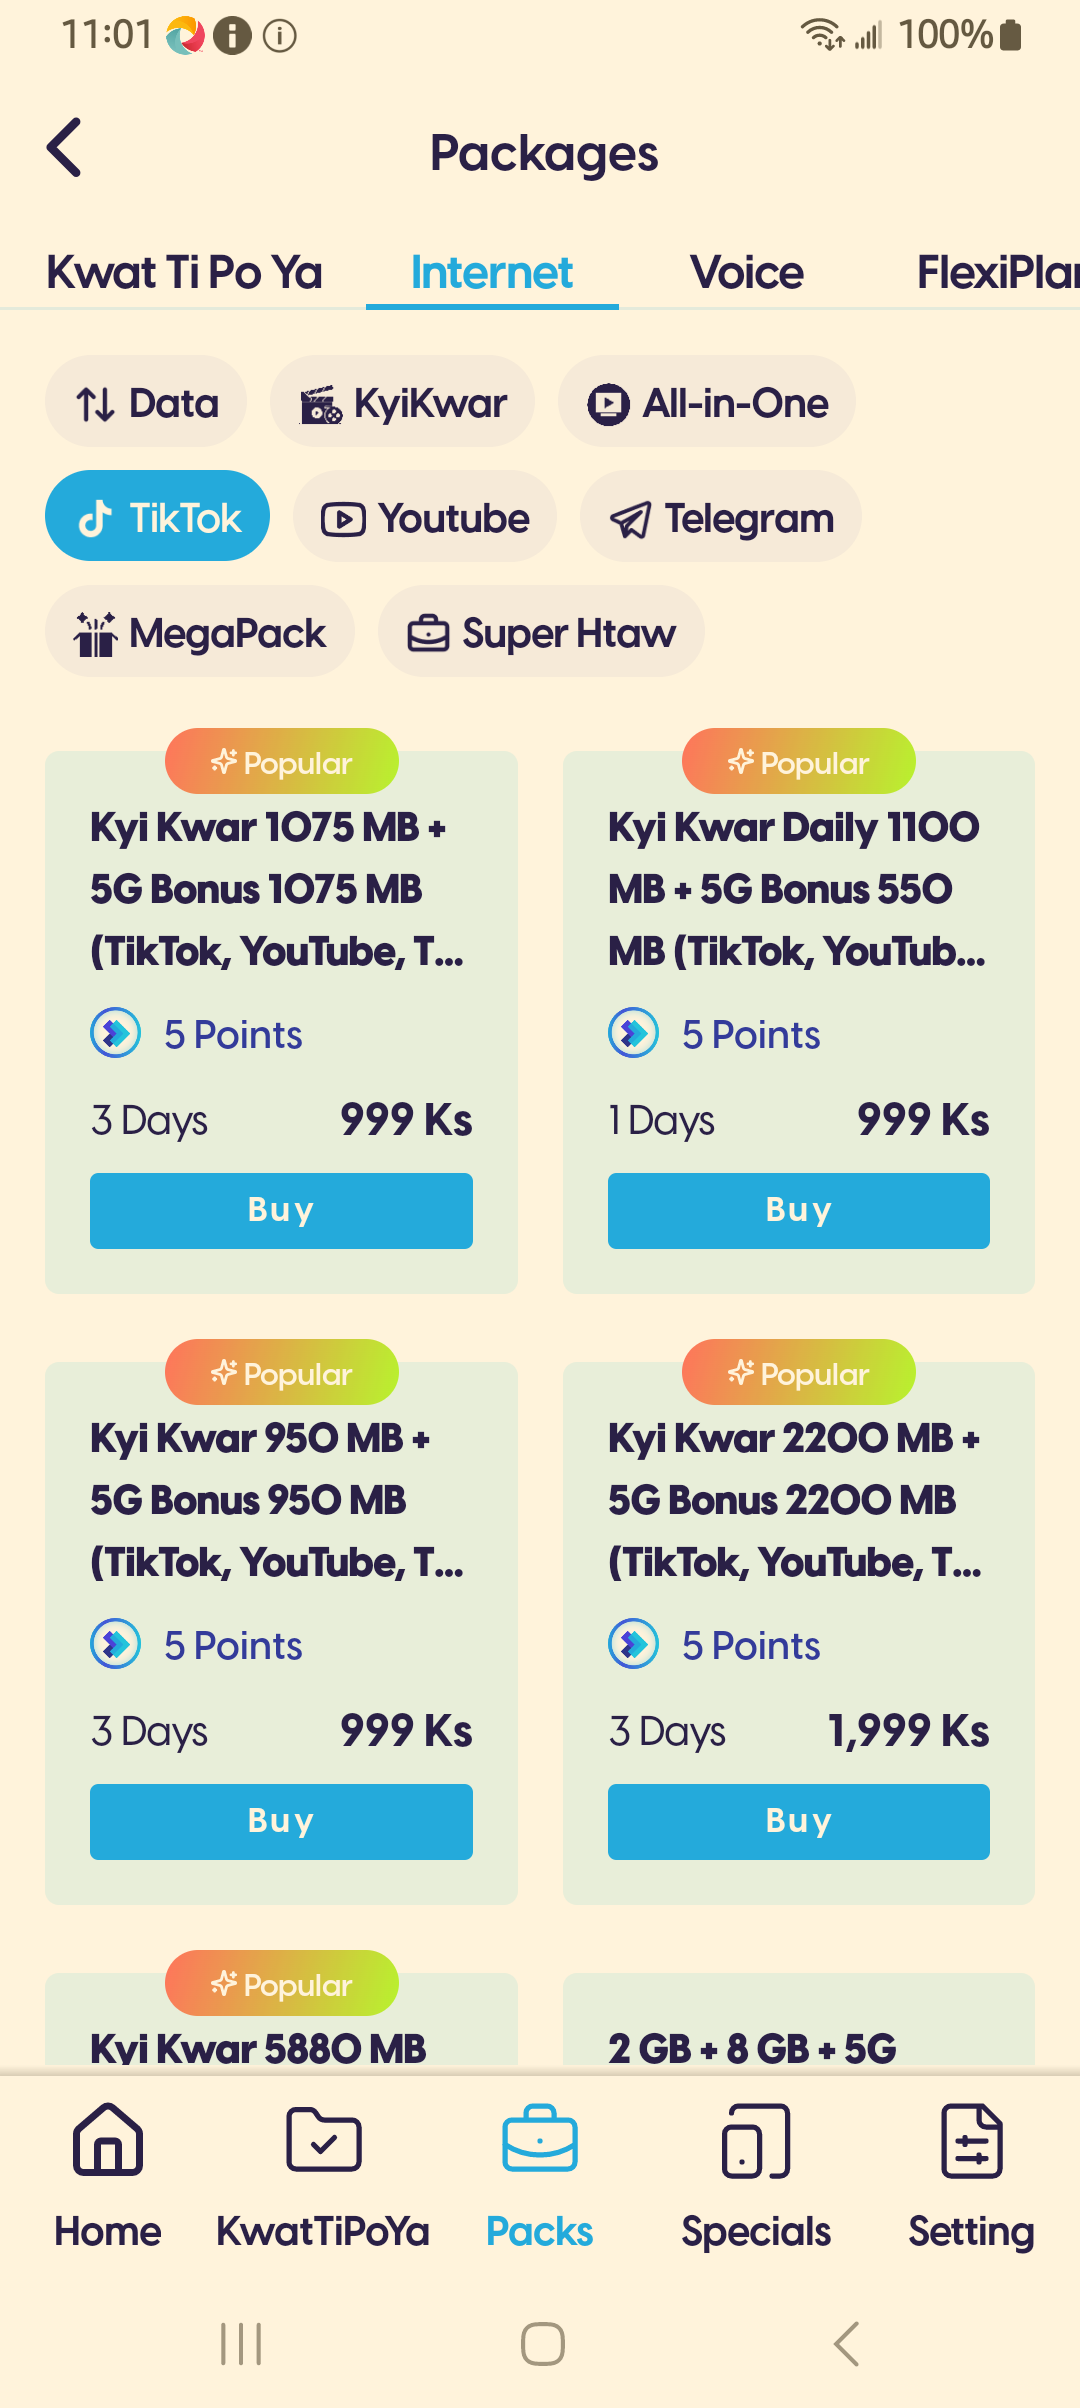 11:01
100%
Packages
Kwat Ti Po Ya Internet Voice FlexiPlan
Data KyiKwar All-in-One
TikTok Youtube Telegram
MegaPack Super Htaw
Popular
Kyi Kwar 1075 MB +
5G Bonus 1075 MB
(TikTok, YouTube, T...
5 Points
3 Days 999 Ks
Buy
Popular
Kyi Kwar Daily 1100
MB + 5G Bonus 550
MB (TikTok, YouTub...
5 Points
1 Days 999 Ks
Buy
Popular
Kyi Kwar 950 MB +
5G Bonus 950 MB
(TikTok, YouTube, T...
5 Points
3 Days 999 Ks
Buy
Popular
Kyi Kwar 2200 MB +
5G Bonus 2200 MB
(TikTok, YouTube, T...
5 Points
3 Days 1,999 Ks
Buy
Popular
Kyi Kwar 5880 MB
2 GB + 8 GB + 5G
Home KwatTiPoYa Packs Specials Setting